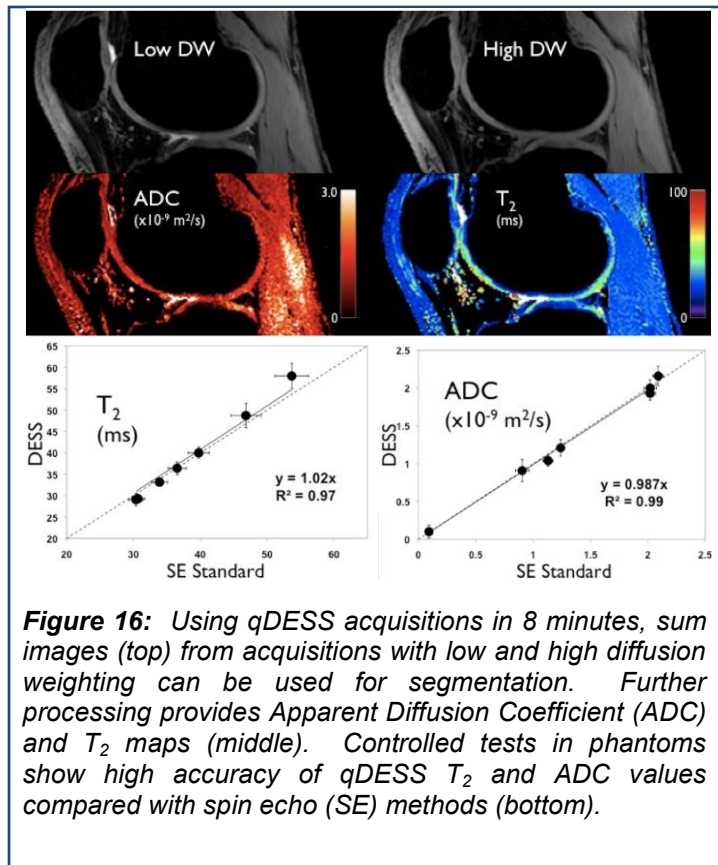 Low DW
High DW
ADC
(x10⁻⁹ m²/s)
3.0
0
T₂
(ms)
100
0
65
60
55
50
45
40
35
30
25
20
DESS
T₂
(ms)
y = 1.02x
R² = 0.97
20 30 40 50 60
SE Standard
2.5
2
1.5
1
0.5
0
DESS
ADC
(x10⁻⁹ m²/s)
y = 0.987x
R² = 0.99
0 0.5 1 1.5 2 2.5
SE Standard
Figure 16: Using qDESS acquisitions in 8 minutes, sum
images (top) from acquisitions with low and high diffusion
weighting can be used for segmentation. Further
processing provides Apparent Diffusion Coefficient (ADC)
and T₂ maps (middle). Controlled tests in phantoms
show high accuracy of qDESS T₂ and ADC values
compared with spin echo (SE) methods (bottom).